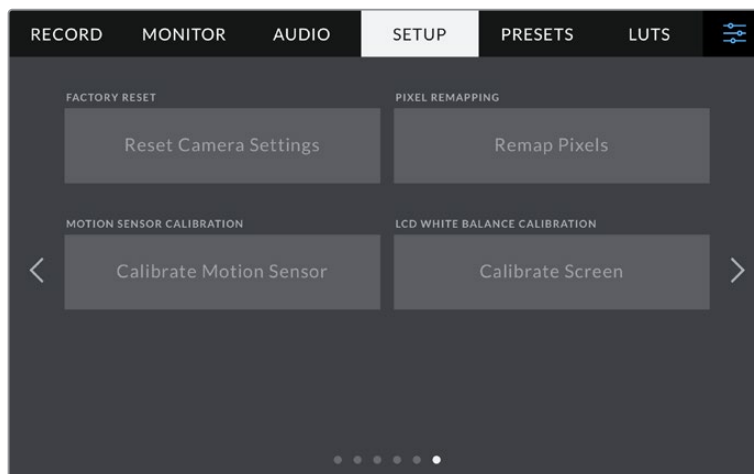 RECORD MONITOR AUDIO SETUP PRESETS LUTS
FACTORY RESET PIXEL REMAPPING
Reset Camera Settings Remap Pixels
MOTION SENSOR CALIBRATION LCD WHITE BALANCE CALIBRATION
Calibrate Motion Sensor Calibrate Screen